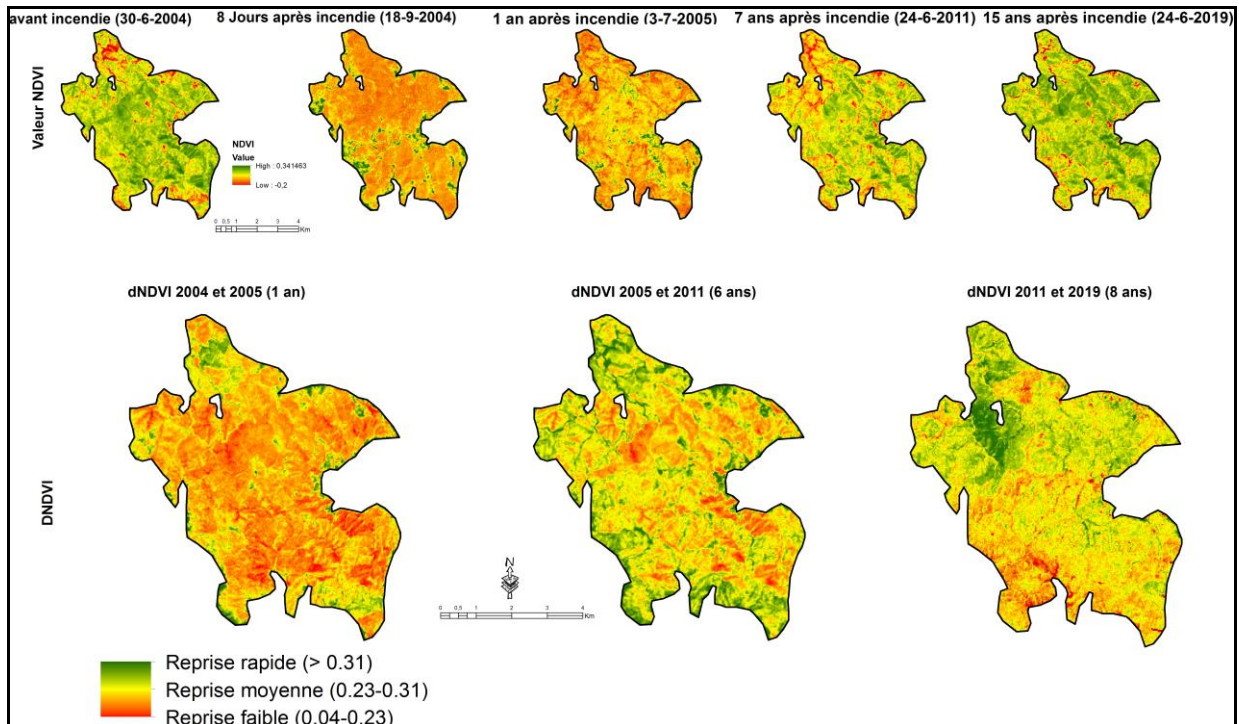 avant incendie (30-6-2004)
8 Jours après incendie (18-9-2004)
1 an après incendie (3-7-2005)
7 ans après incendie (24-6-2011)
15 ans après incendie (24-6-2019)
Valeur NDVI
NDVI
Value
High : 0,341463
Low : -0,2
0 0,5 1 2 3 4
Km
dNDVI 2004 et 2005 (1 an)
dNDVI 2005 et 2011 (6 ans)
dNDVI 2011 et 2019 (8 ans)
DNDVI
N
0 0,5 1 2 3 4
Km
Reprise rapide (> 0.31)
Reprise moyenne (0.23-0.31)
Reprise faible (0.04-0.23)